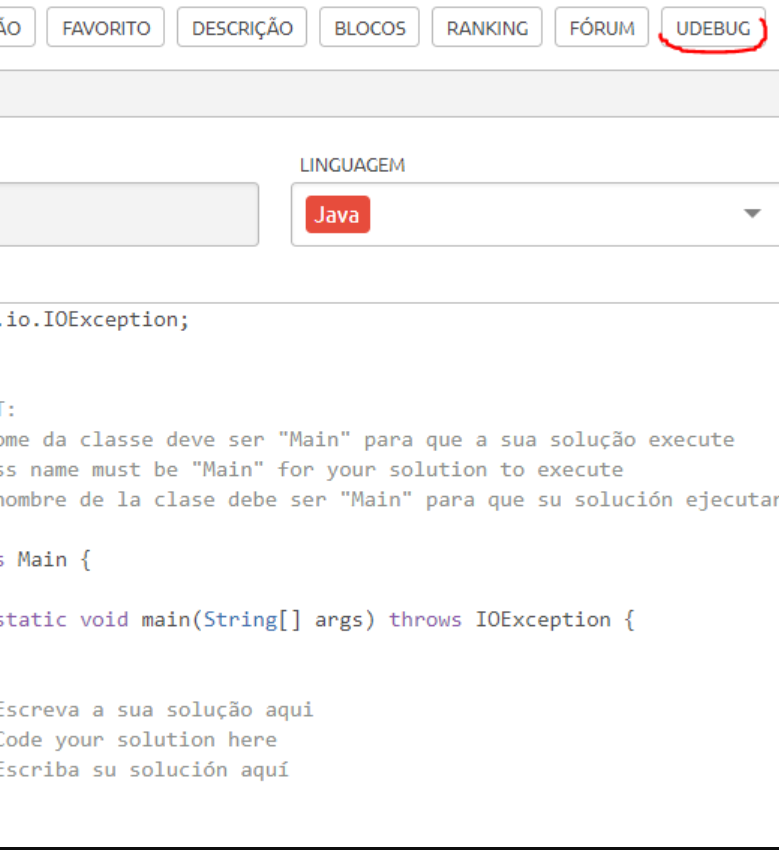 ÃO FAVORITO DESCRIÇÃO BLOCOS RANKING FÓRUM UDEBUG
LINGUAGEM
Java
.io.IOException;
T:
ome da classe deve ser "Main" para que a sua solução execute
ss name must be "Main" for your solution to execute
nombre de la clase debe ser "Main" para que su solución ejecutar
s Main {
static void main(String[] args) throws IOException {
Escreva a sua solução aqui
Code your solution here
Escriba su solución aquí